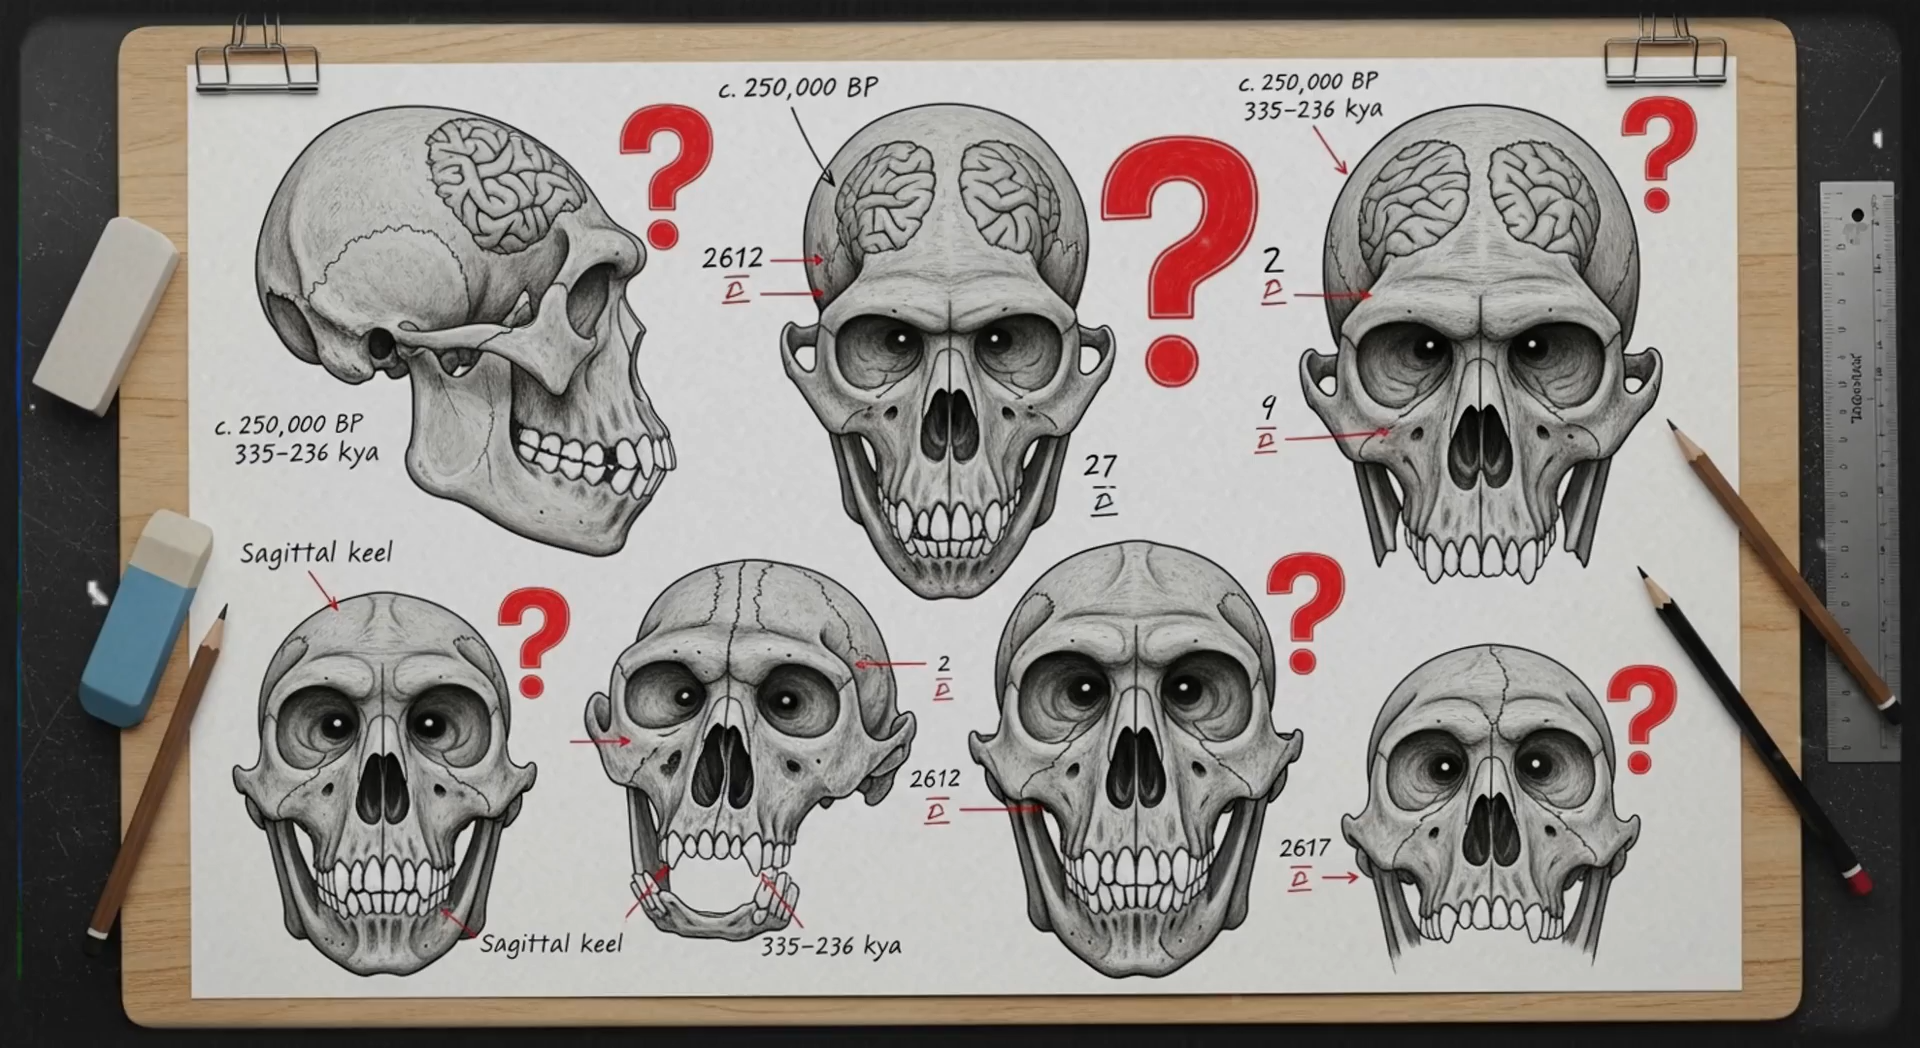 c. 250,000 BP
c. 250,000 BP
335–236 kya
?
?
?
2612
D
2
D
c. 250,000 BP
335–236 kya
9
D
27
D
Sagittal keel
?
?
2
D
?
2612
D
2617
D
Sagittal keel
335–236 kya